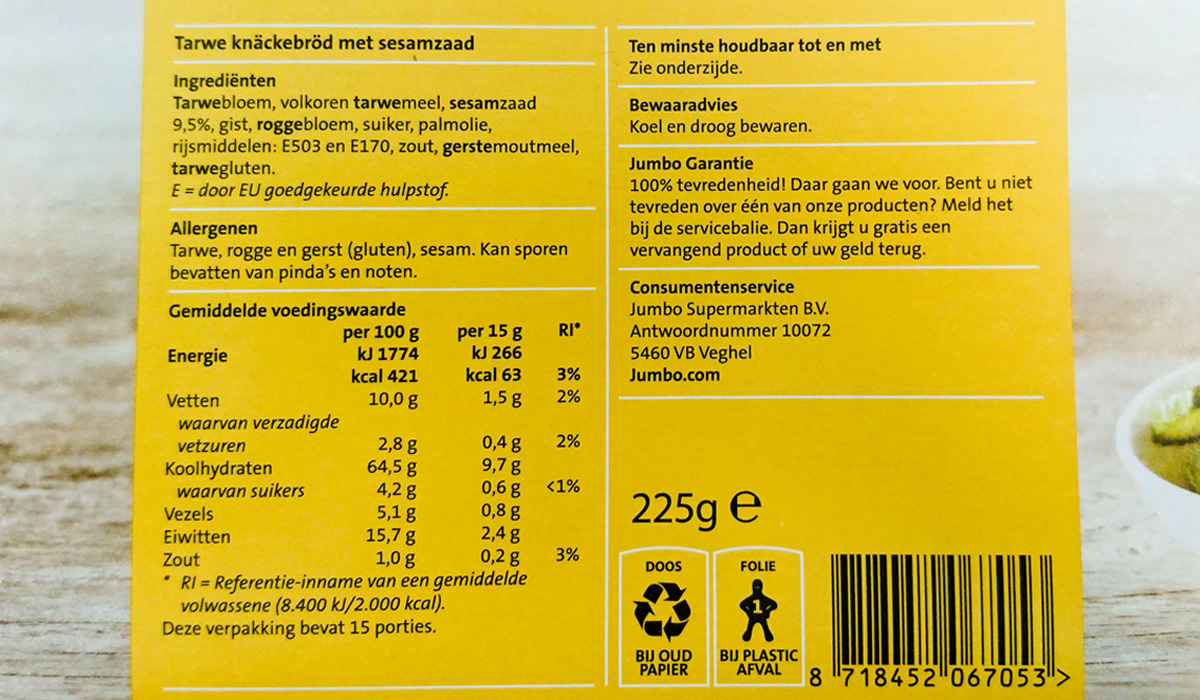 Tarwe knäckebröd met sesamzaad
Ingrediënten
Tarwebloem, volkoren tarwemeel, sesamzaad
9,5%, gist, roggebloem, suiker, palmolie,
rijsmiddelen: E503 en E170, zout, gerstemoutmeel,
tarwegluten.
E = door EU goedgekeurde hulpstof.
Allergenen
Tarwe, rogge en gerst (gluten), sesam. Kan sporen
bevatten van pinda's en noten.
Gemiddelde voedingswaarde
per 100 g per 15 g RI*
Energie kJ 1774 kJ 266
kcal 421 kcal 63 3%
Vetten 10,0 g 1,5 g 2%
waarvan verzadigde
vetzuren 2,8 g 0,4 g 2%
Koolhydraten 64,5 g 9,7 g
waarvan suikers 4,2 g 0,6 g <1%
Vezels 5,1 g 0,8 g
Eiwitten 15,7 g 2,4 g
Zout 1,0 g 0,2 g 3%
* RI = Referentie-inname van een gemiddelde
volwassene (8.400 kJ/2.000 kcal).
Deze verpakking bevat 15 porties.
Ten minste houdbaar tot en met
Zie onderzijde.
Bewaaradvies
Koel en droog bewaren.
Jumbo Garantie
100% tevredenheid! Daar gaan we voor. Bent u niet
tevreden over één van onze producten? Meld het
bij de servicebalie. Dan krijgt u gratis een
vervangend product of uw geld terug.
Consumentenservice
Jumbo Supermarkten B.V.
Antwoordnummer 10072
5460 VB Veghel
Jumbo.com
225g ℮
DOOS
BIJ OUD
PAPIER
FOLIE
1
BIJ PLASTIC
AFVAL
8 718452 067053 >